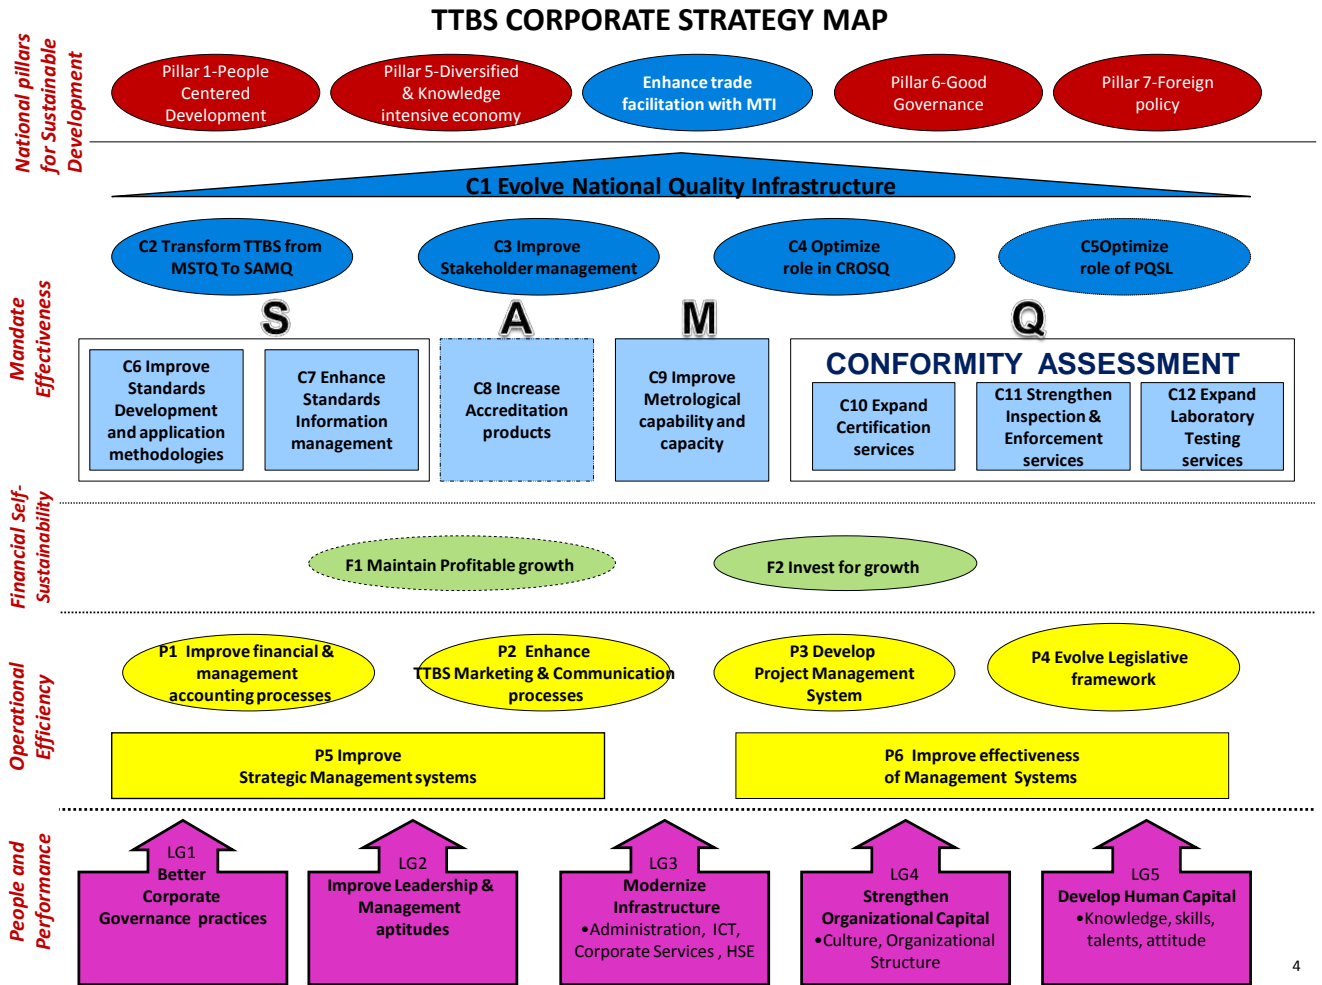 TTBS CORPORATE STRATEGY MAP
National pillars
for Sustainable
Development
Pillar 1-People
Centered
Development
Pillar 5-Diversified
& Knowledge
intensive economy
Enhance trade
facilitation with MTI
Pillar 6-Good
Governance
Pillar 7-Foreign
policy
C1 Evolve National Quality Infrastructure
Mandate
Effectiveness
C2 Transform TTBS from
MSTQ To SAMQ
C3 Improve
Stakeholder management
C4 Optimize
role in CROSQ
C5Optimize
role of PQSL
S
A
M
Q
C6 Improve
Standards
Development
and application
methodologies
C7 Enhance
Standards
Information
management
C8 Increase
Accreditation
products
C9 Improve
Metrological
capability and
capacity
CONFORMITY ASSESSMENT
C10 Expand
Certification
services
C11 Strengthen
Inspection &
Enforcement
services
C12 Expand
Laboratory
Testing
services
Financial Self-
Sustainability
F1 Maintain Profitable growth
F2 Invest for growth
Operational
Efficiency
P1 Improve financial &
management
accounting processes
P2 Enhance
TTBS Marketing & Communication
processes
P3 Develop
Project Management
System
P4 Evolve Legislative
framework
P5 Improve
Strategic Management systems
P6 Improve effectiveness
of Management Systems
People and
Performance
LG1
Better
Corporate
Governance practices
LG2
Improve Leadership &
Management
aptitudes
LG3
Modernize
Infrastructure
•Administration, ICT,
Corporate Services , HSE
LG4
Strengthen
Organizational Capital
•Culture, Organizational
Structure
LG5
Develop Human Capital
•Knowledge, skills,
talents, attitude
4